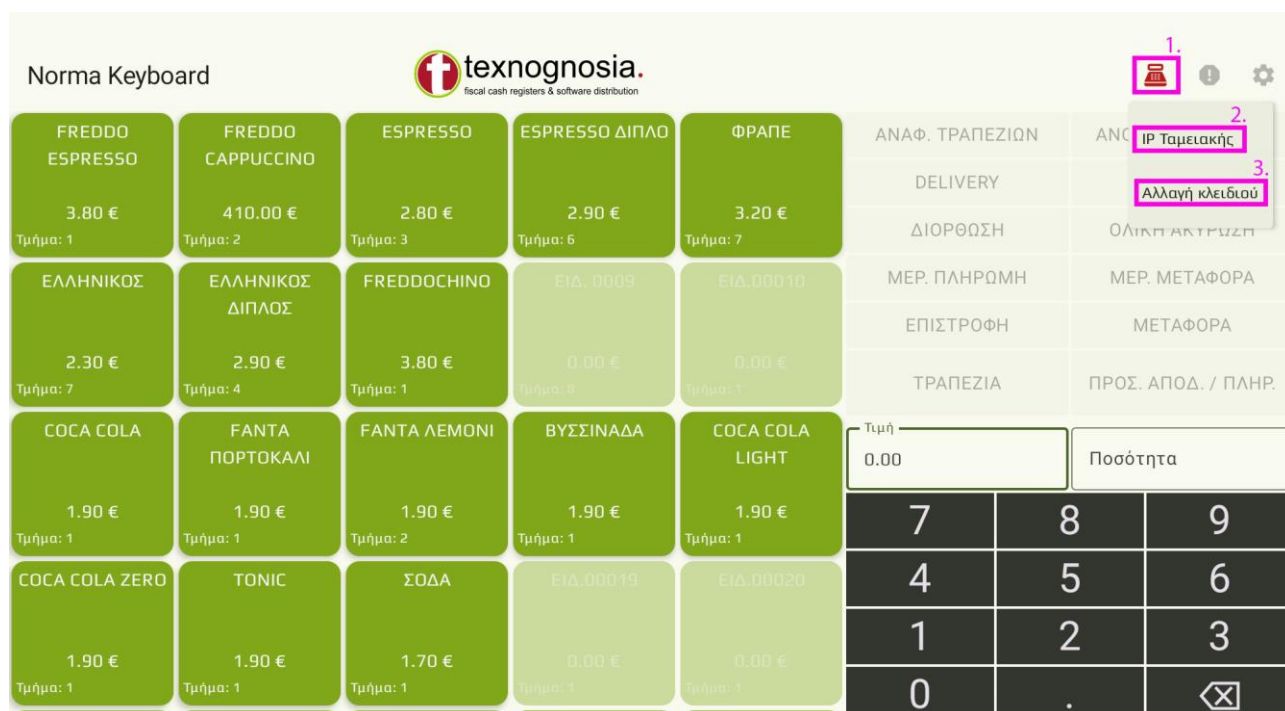 1.
Norma Keyboard
texnognosia.
fiscal cash registers & software distribution
2.
IP Ταμειακής
3.
Αλλαγή κλειδιού
FREDDO
ESPRESSO
3.80 €
Τμήμα: 1
FREDDO
CAPPUCCINO
410.00 €
Τμήμα: 2
ESPRESSO
2.80 €
Τμήμα: 3
ESPRESSO ΔΙΠΛΟ
2.90 €
Τμήμα: 6
ΦΡΑΠΕ
3.20 €
Τμήμα: 7
ΕΛΛΗΝΙΚΟΣ
2.30 €
Τμήμα: 7
ΕΛΛΗΝΙΚΟΣ
ΔΙΠΛΟΣ
2.90 €
Τμήμα: 4
FREDDOCHINO
3.80 €
Τμήμα: 1
ΕΙΔ. 0009
0.00 €
Τμήμα: 8
ΕΙΔ.00010
0.00 €
COCA COLA
1.90 €
Τμήμα: 1
FANTA
ΠΟΡΤΟΚΑΛΙ
1.90 €
Τμήμα: 1
FANTA ΛΕΜΟΝΙ
1.90 €
Τμήμα: 2
ΒΥΣΣΙΝΑΔΑ
1.90 €
Τμήμα: 1
COCA COLA
LIGHT
1.90 €
Τμήμα: 1
COCA COLA ZERO
1.90 €
Τμήμα: 1
TONIC
1.90 €
Τμήμα: 1
ΣΟΔΑ
1.70 €
Τμήμα: 1
ΕΙΔ.00019
0.00 €
Τμήμα: 1
ΕΙΔ.00020
0.00 €
Τμήμα: 1
ΑΝΑΦ. ΤΡΑΠΕΖΙΩΝ
DELIVERY
ΔΙΟΡΘΩΣΗ
ΟΛΙΚΗ ΑΚΥΡΩΣΗ
ΜΕΡ. ΠΛΗΡΩΜΗ
ΜΕΡ. ΜΕΤΑΦΟΡΑ
ΕΠΙΣΤΡΟΦΗ
ΜΕΤΑΦΟΡΑ
ΤΡΑΠΕΖΙΑ
ΠΡΟΣ. ΑΠΟΔ. / ΠΛΗΡ.
Τιμή
0.00
Ποσότητα
7 8 9
4 5 6
1 2 3
0 .